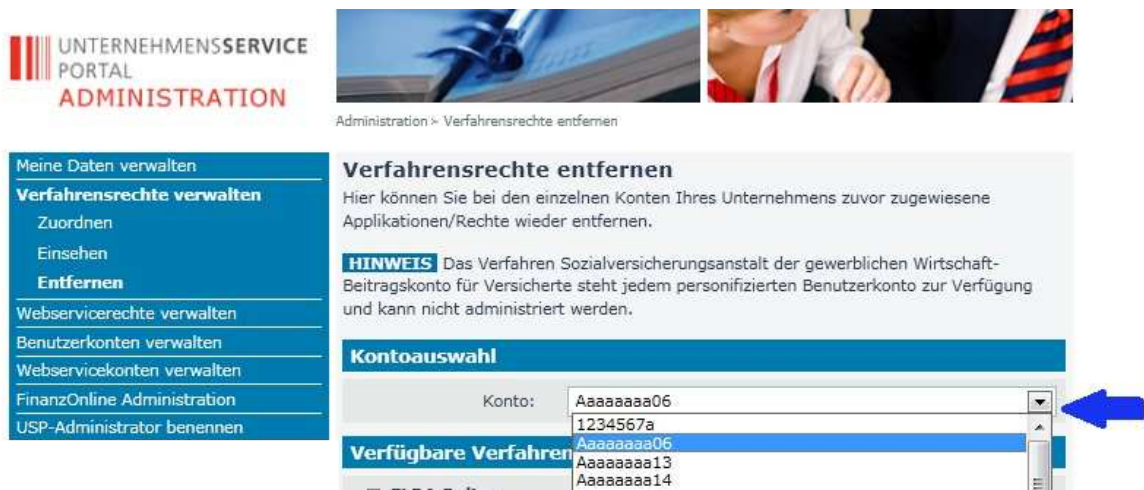 UNTERNEHMENSSERVICE
PORTAL
ADMINISTRATION
Administration > Verfahrensrechte entfernen
Meine Daten verwalten
Verfahrensrechte verwalten
Zuordnen
Einsehen
Entfernen
Webservicerechte verwalten
Benutzerkonten verwalten
Webservicekonten verwalten
FinanzOnline Administration
USP-Administrator benennen
Verfahrensrechte entfernen
Hier können Sie bei den einzelnen Konten Ihres Unternehmens zuvor zugewiesene
Applikationen/Rechte wieder entfernen.
HINWEIS Das Verfahren Sozialversicherungsanstalt der gewerblichen Wirtschaft-
Beitragskonto für Versicherte steht jedem personifizierten Benutzerkonto zur Verfügung
und kann nicht administriert werden.
Kontoauswahl
Konto: Aaaaaaaa06
1234567a
Aaaaaaaa06
Aaaaaaaa13
Aaaaaaaa14
Verfügbare Verfahren